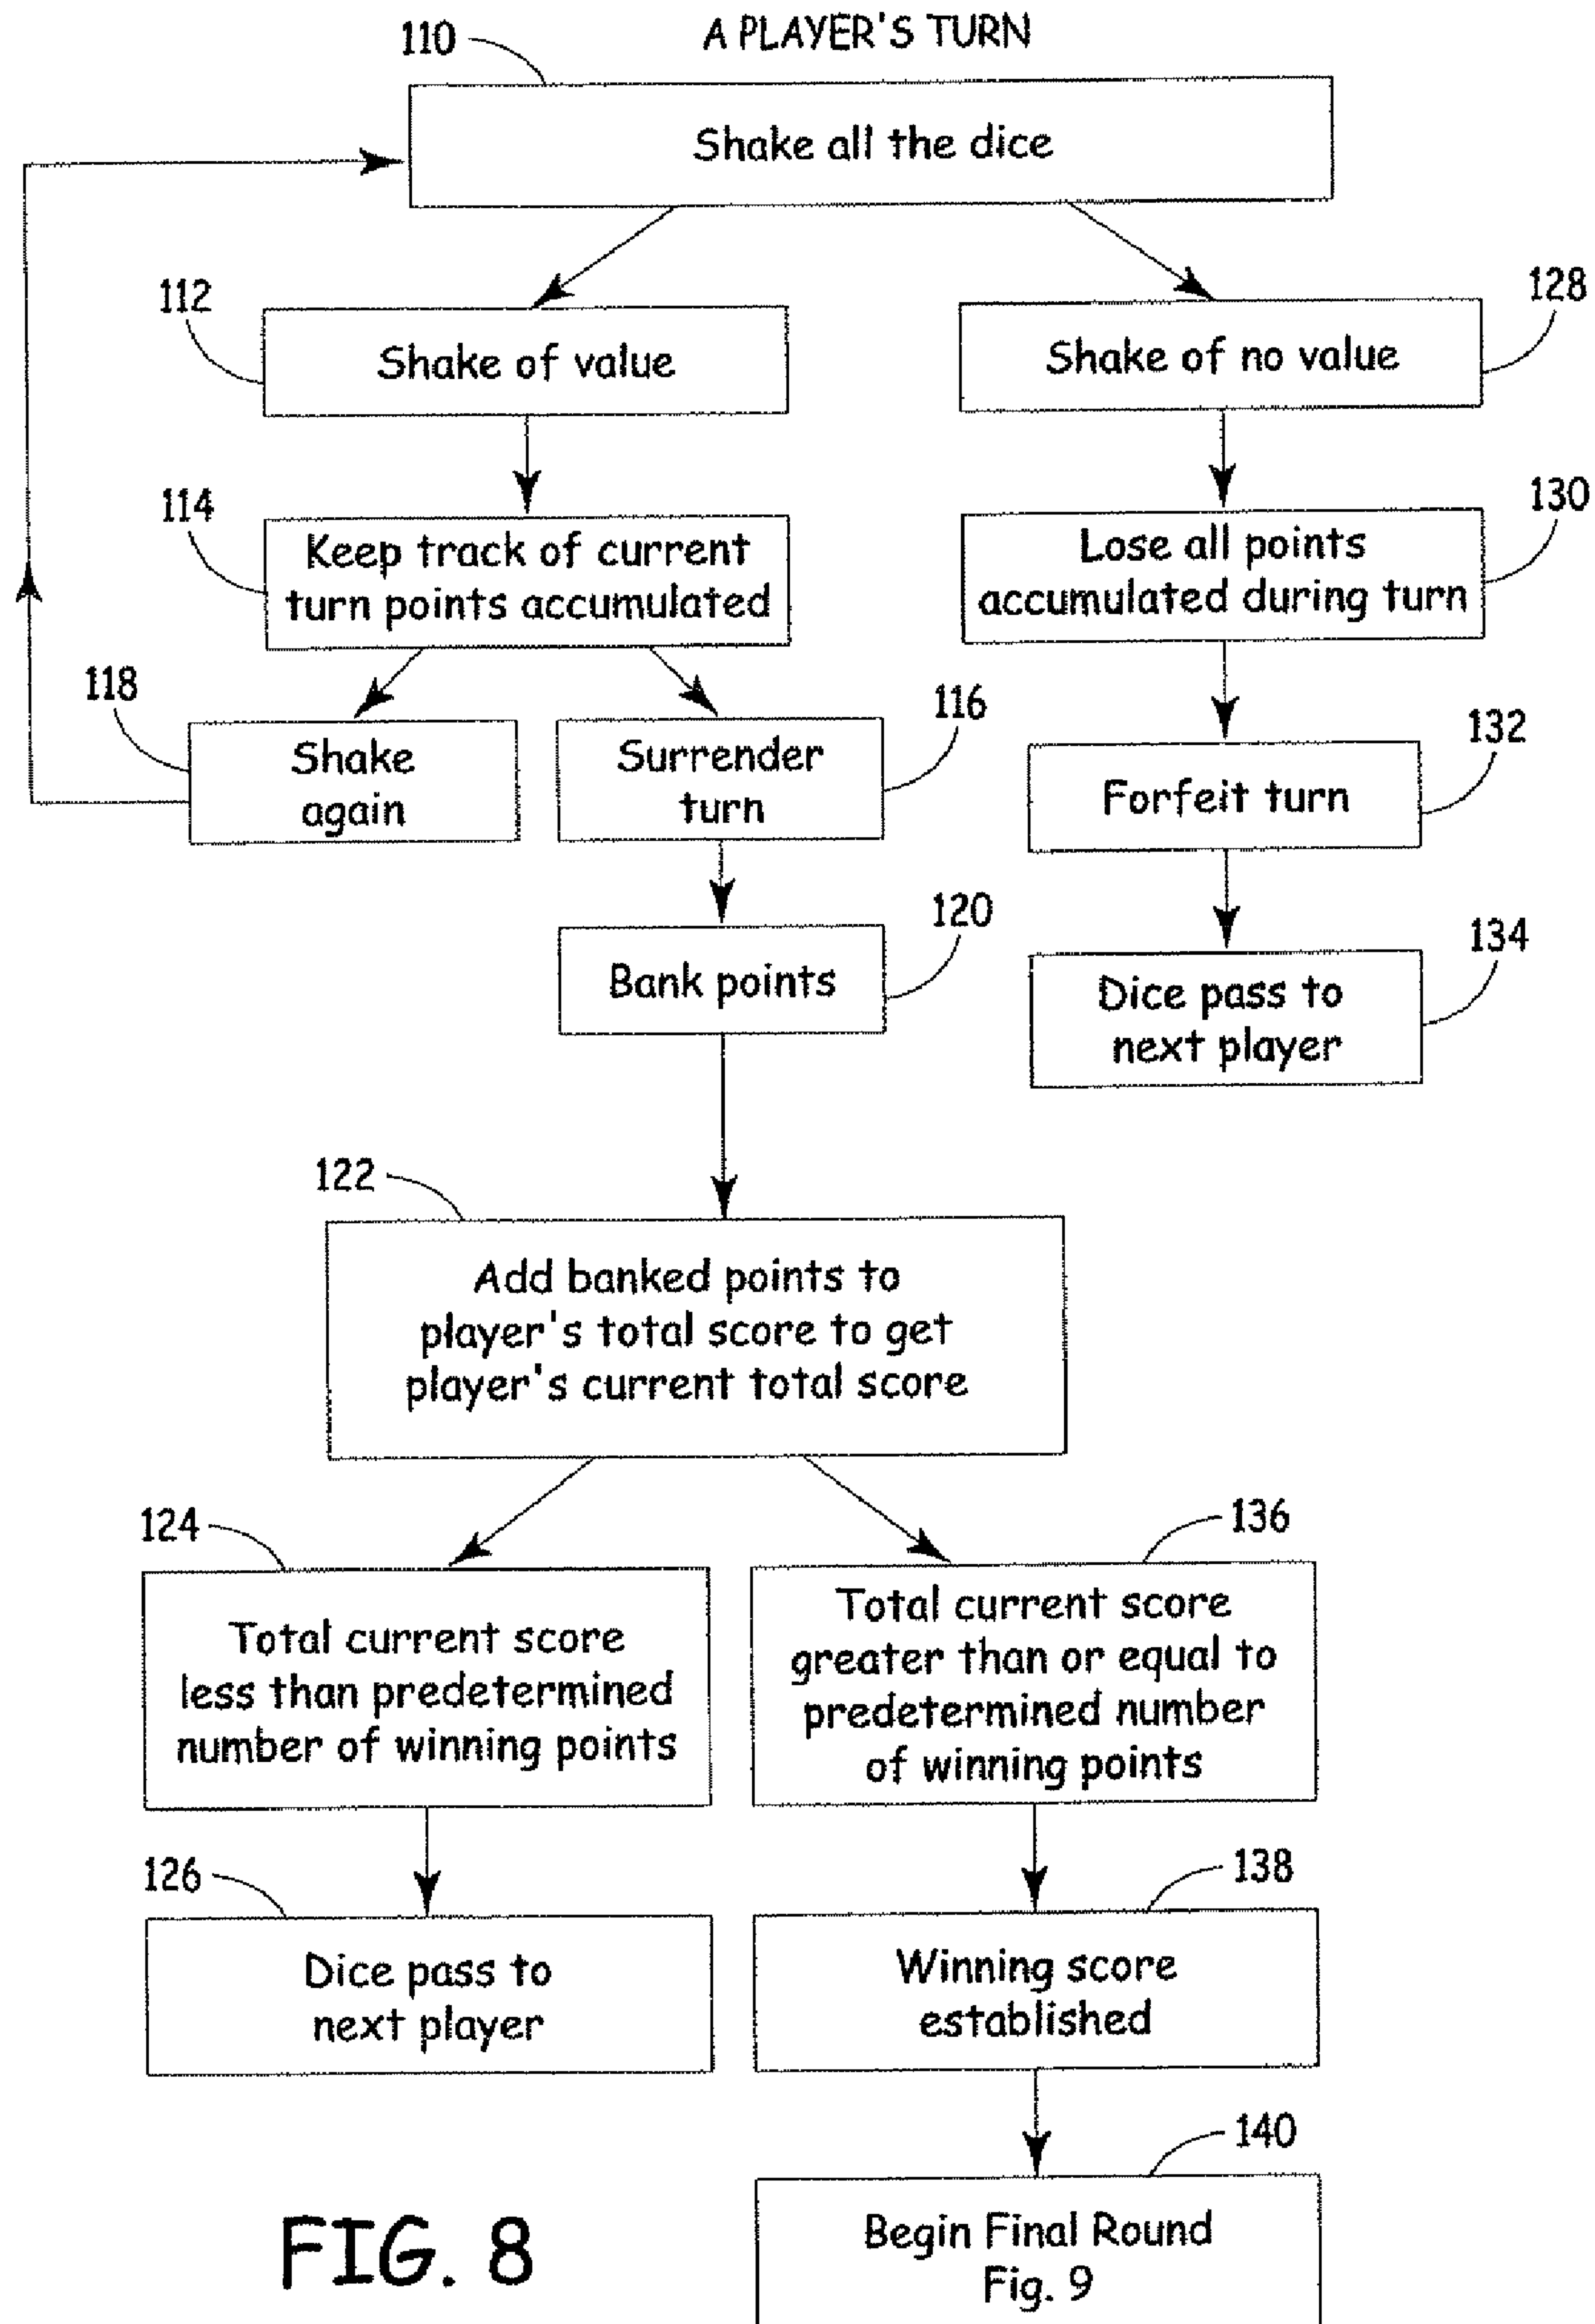 A PLAYER'S TURN
110
Shake all the dice
112
Shake of value
128
Shake of no value
114
Keep track of current
turn points accumulated
130
Lose all points
accumulated during turn
118
Shake
again
116
Surrender
turn
132
Forfeit turn
120
Bank points
134
Dice pass to
next player
122
Add banked points to
player's total score to get
player's current total score
124
Total current score
less than predetermined
number of winning points
136
Total current score
greater than or equal to
predetermined number
of winning points
126
Dice pass to
next player
138
Winning score
established
140
Begin Final Round
Fig. 9
FIG. 8